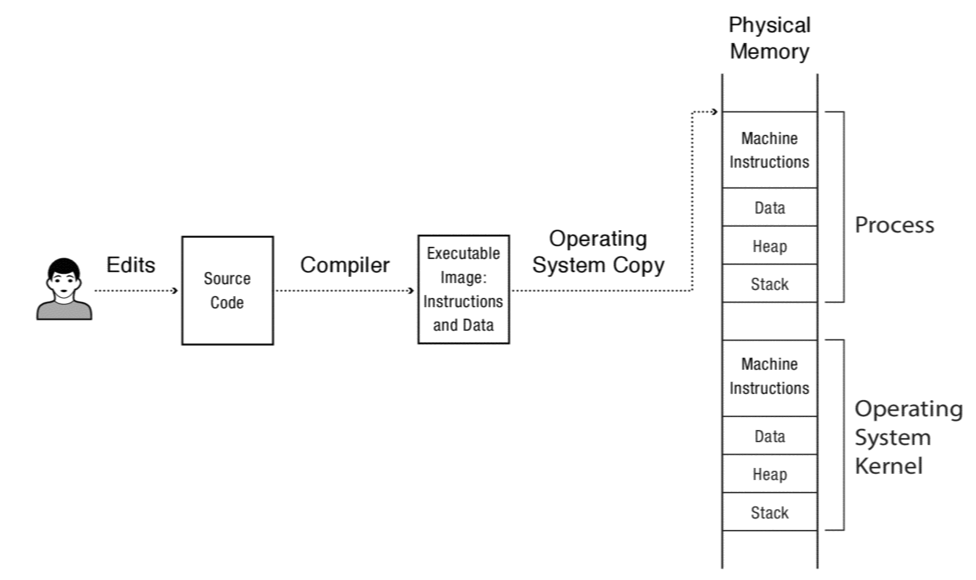 Physical
Memory
Edits
Source
Code
Compiler
Executable
Image:
Instructions
and Data
Operating
System Copy
Machine
Instructions
Data
Heap
Stack
Process
Machine
Instructions
Data
Heap
Stack
Operating
System
Kernel